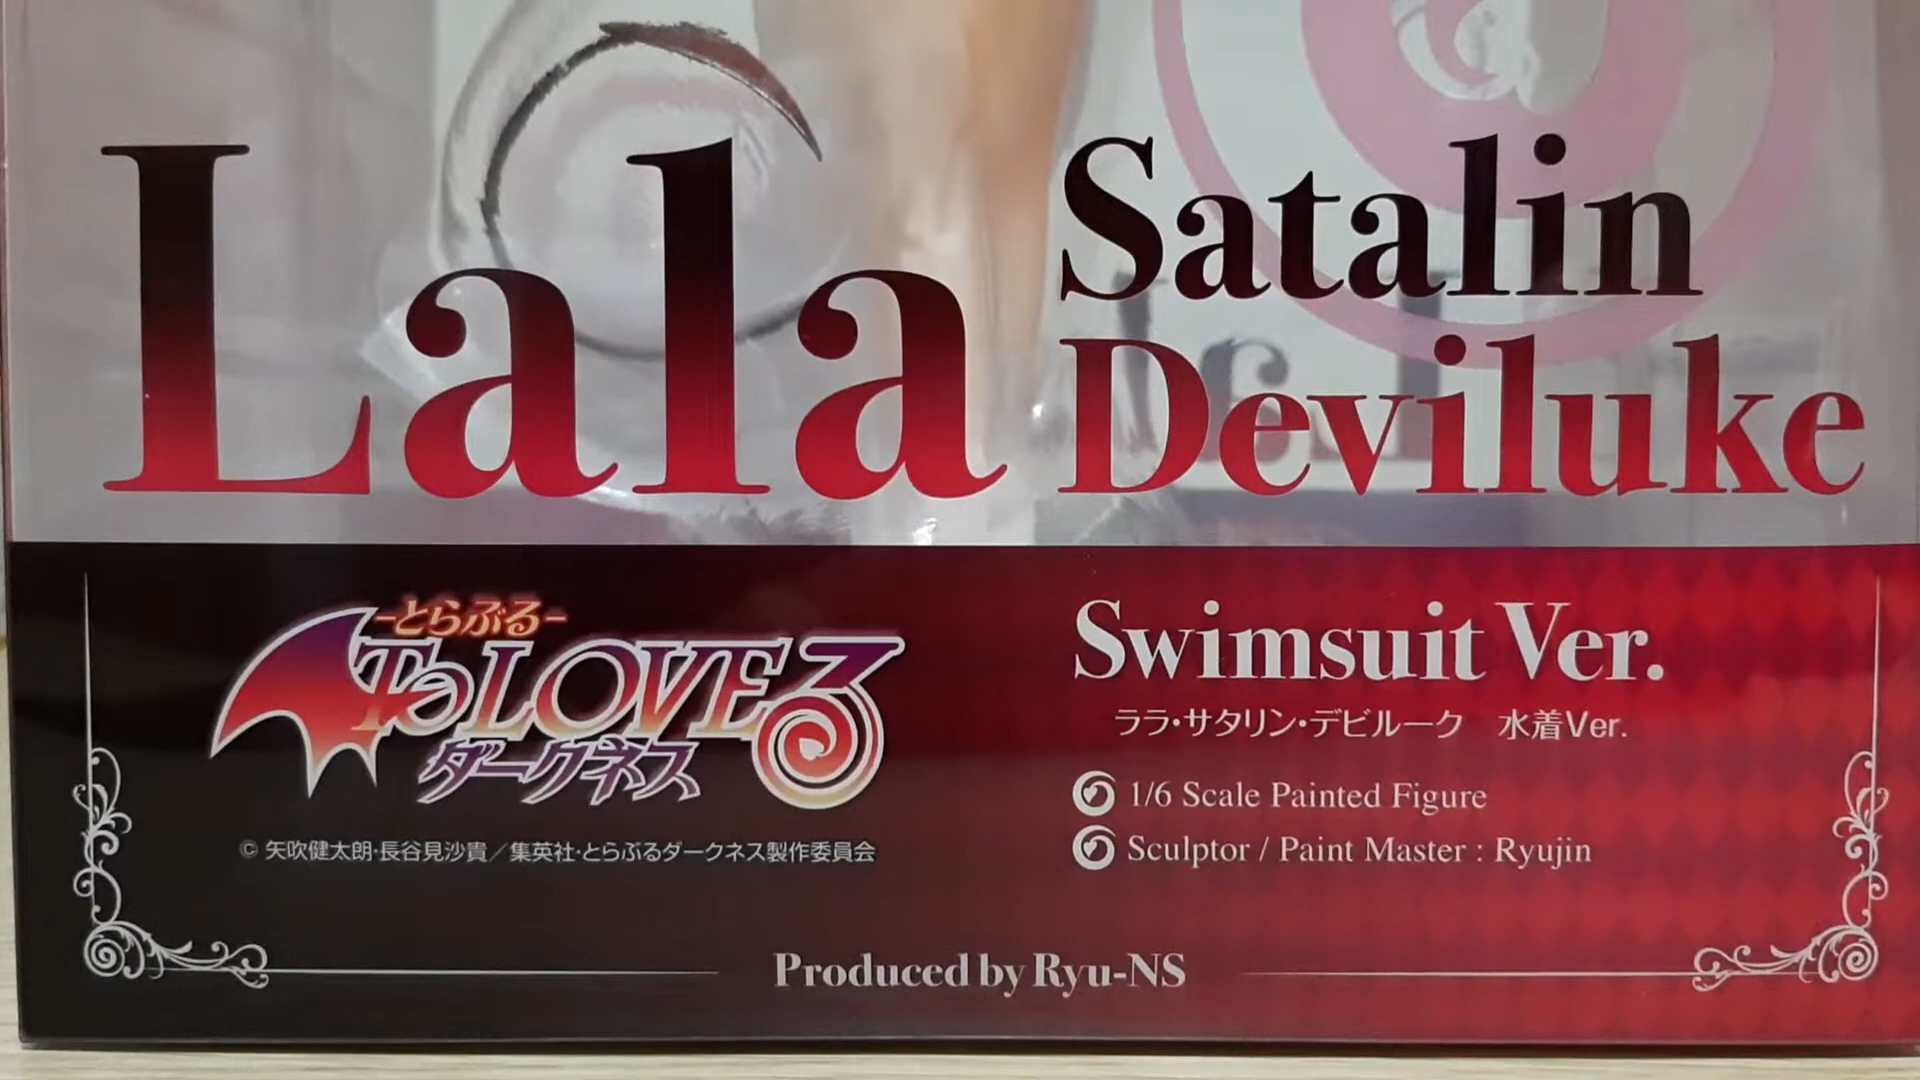 Lala
Satalin
Deviluke
-とらぶる-
To LOVEる
ダークネス
© 矢吹健太朗・長谷見沙貴／集英社・とらぶるダークネス製作委員会
Swimsuit Ver.
ララ・サタリン・デビルーク　水着Ver.
1/6 Scale Painted Figure
Sculptor / Paint Master : Ryujin
Produced by Ryu-NS